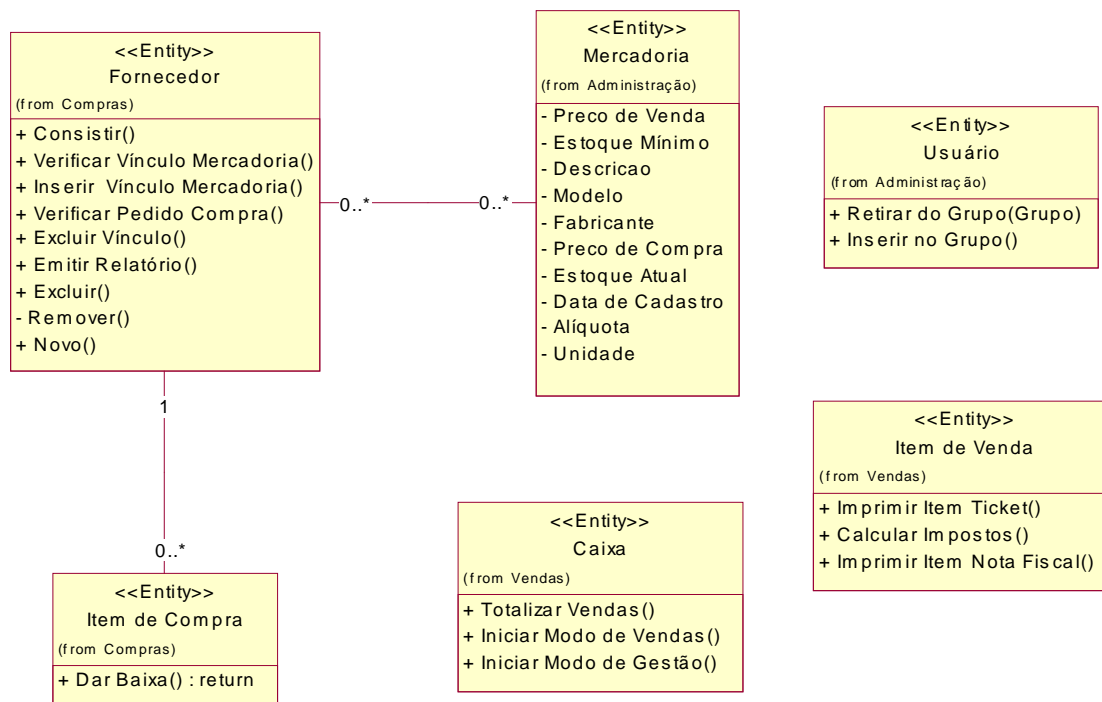 <<Entity>>
Fornecedor
(from Compras)
+ Consistir()
+ Verificar Vínculo Mercadoria()
+ Inserir Vínculo Mercadoria()
+ Verificar Pedido Compra()
+ Excluir Vínculo()
+ Emitir Relatório()
+ Excluir()
- Remover()
+ Novo()
0..*
0..*
<<Entity>>
Mercadoria
(from Administração)
- Preco de Venda
- Estoque Mínimo
- Descricao
- Modelo
- Fabricante
- Preco de Compra
- Estoque Atual
- Data de Cadastro
- Alíquota
- Unidade
<<Entity>>
Usuário
(from Administração)
+ Retirar do Grupo(Grupo)
+ Inserir no Grupo()
1
0..*
<<Entity>>
Item de Compra
(from Compras)
+ Dar Baixa() : return
<<Entity>>
Caixa
(from Vendas)
+ Totalizar Vendas()
+ Iniciar Modo de Vendas()
+ Iniciar Modo de Gestão()
<<Entity>>
Item de Venda
(from Vendas)
+ Imprimir Item Ticket()
+ Calcular Impostos()
+ Imprimir Item Nota Fiscal()